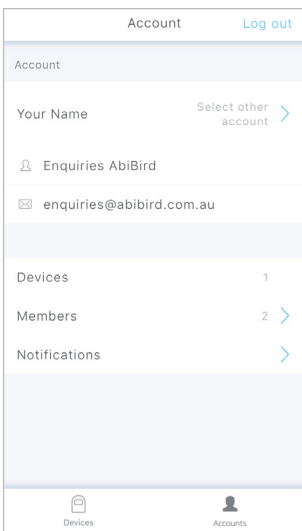 Account Log out
Account
Your Name Select other
account
Enquiries AbiBird
enquiries@abibird.com.au
Devices 1
Members 2
Notifications
Devices Accounts